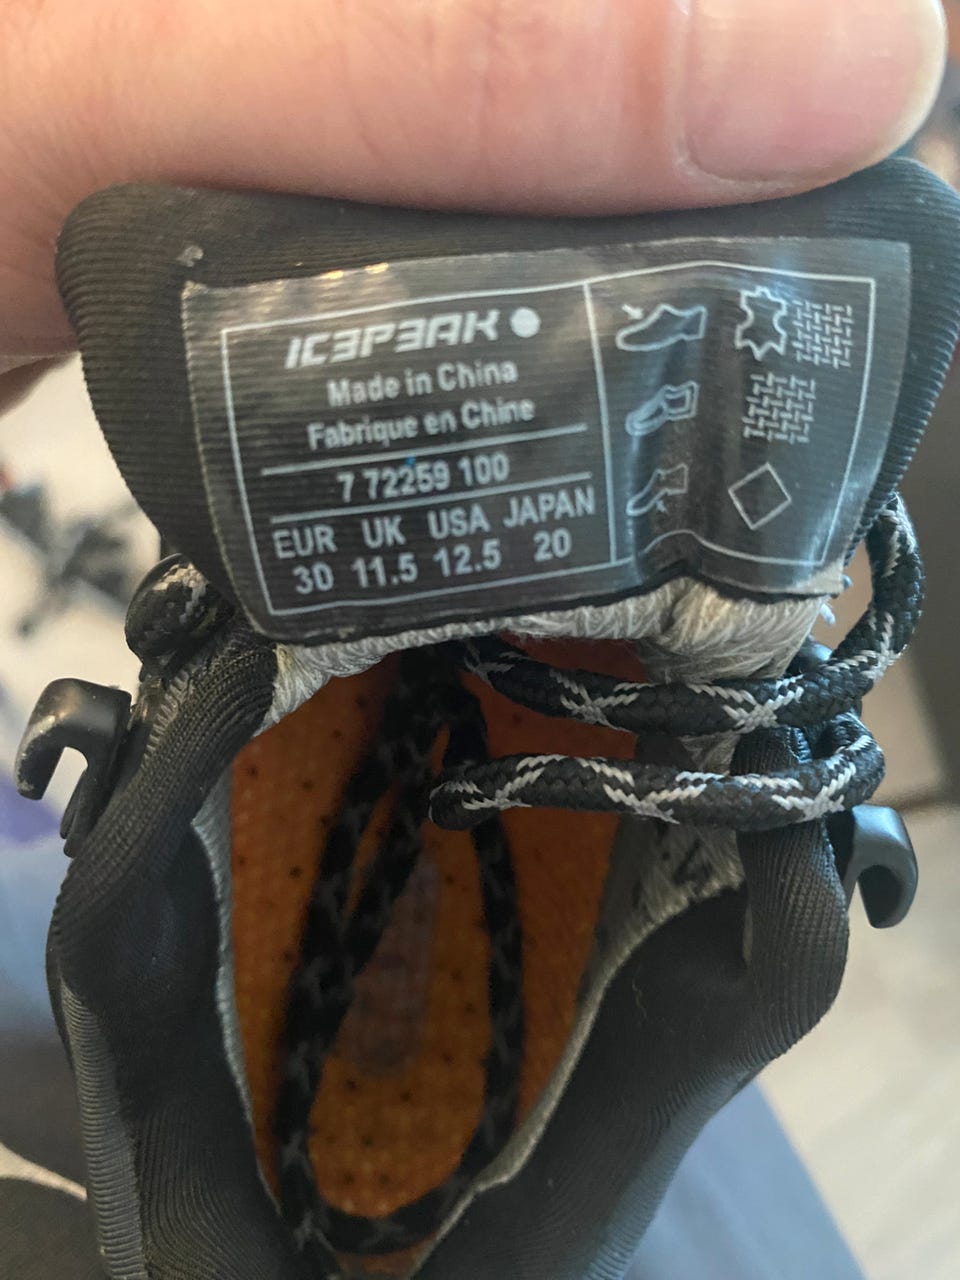 ICEPEAK
Made in China
Fabrique en Chine
7 72259 100
EUR UK USA JAPAN
30 11.5 12.5 20